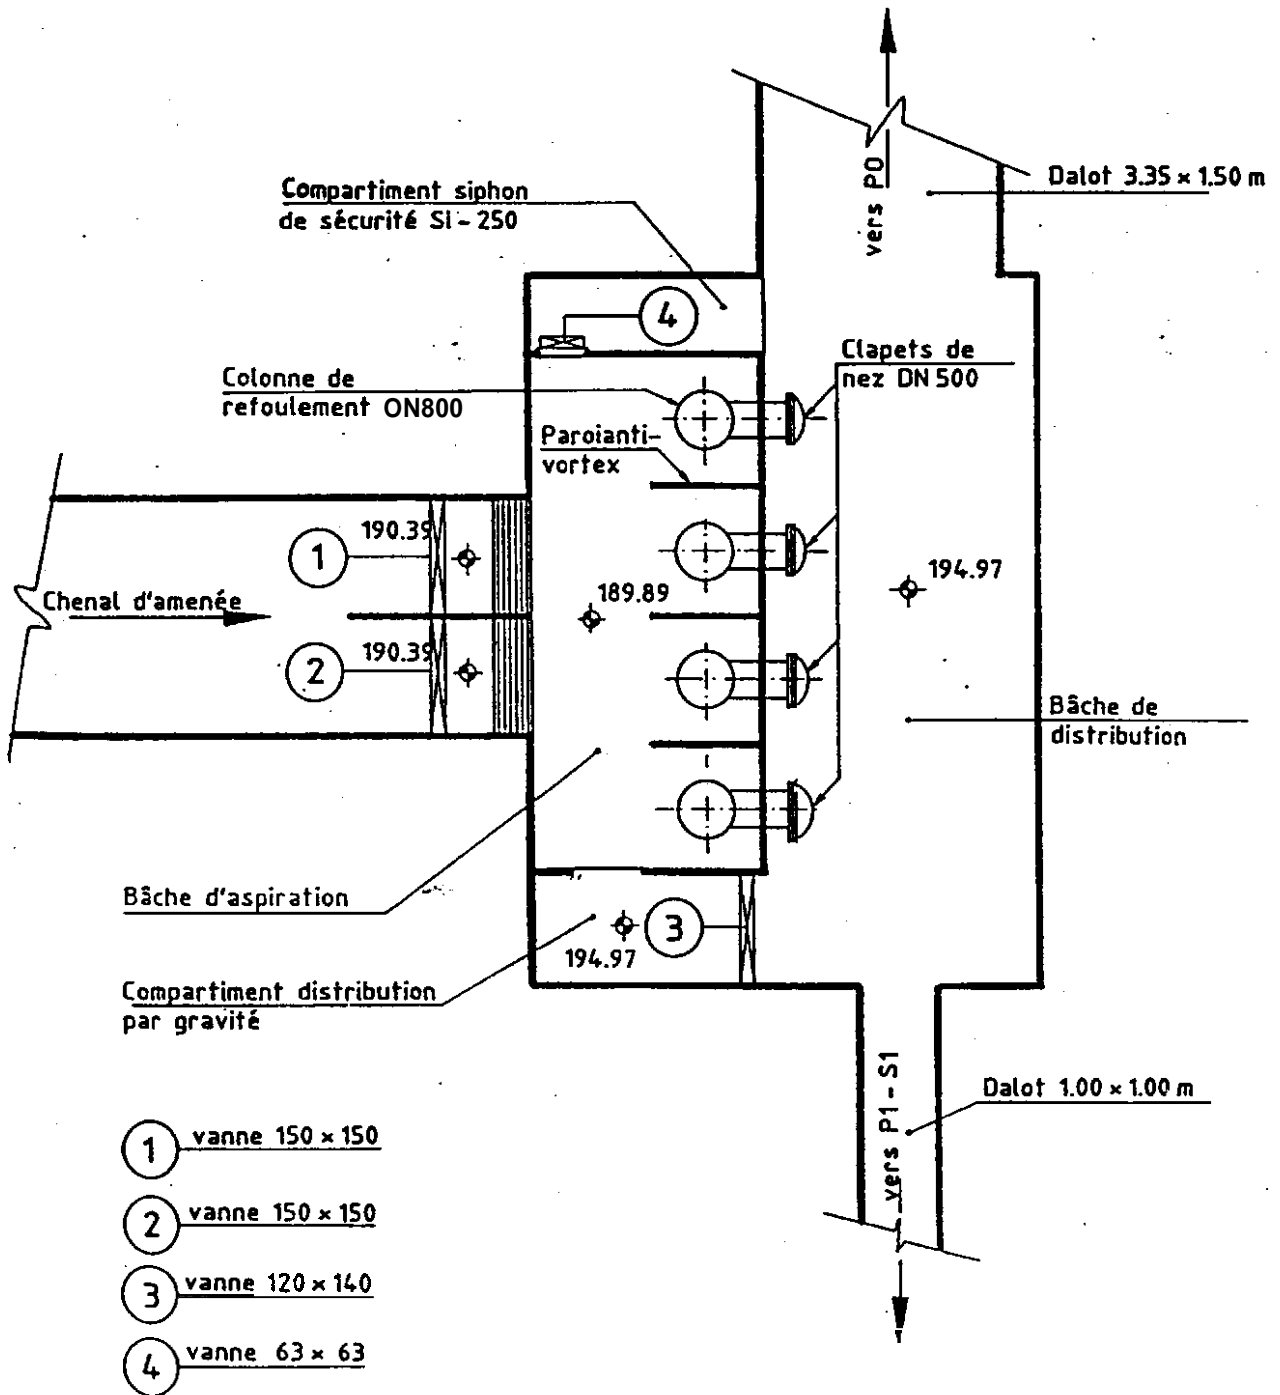 vers P0
Dalot 3.35 × 1.50 m
Compartiment siphon
de sécurité Si - 250
4
Clapets de
nez DN 500
Colonne de
refoulement ON800
Paroianti-
vortex
190.39
1
194.97
189.89
Chenal d'amenée
190.39
2
Bâche de
distribution
Bâche d'aspiration
3
194.97
Compartiment distribution
par gravité
Dalot 1.00 × 1.00 m
vers P1 - S1
1 vanne 150 × 150
2 vanne 150 × 150
3 vanne 120 × 140
4 vanne 63 × 63